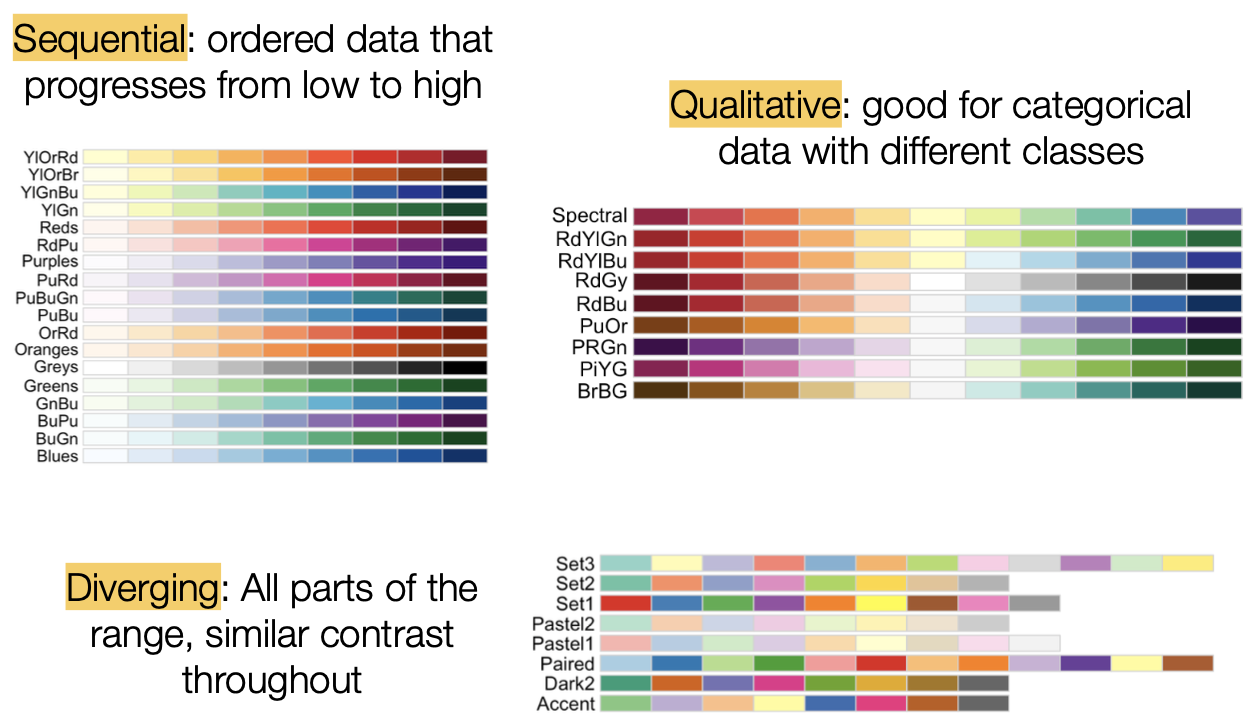 Sequential: ordered data that
progresses from low to high
YlOrRd
YlOrBr
YlGnBu
YlGn
Reds
RdPu
Purples
PuRd
PuBuGn
PuBu
OrRd
Oranges
Greys
Greens
GnBu
BuPu
BuGn
Blues
Qualitative: good for categorical
data with different classes
Spectral
RdYlGn
RdYlBu
RdGy
RdBu
PuOr
PRGn
PiYG
BrBG
Diverging: All parts of the
range, similar contrast
throughout
Set3
Set2
Set1
Pastel2
Pastel1
Paired
Dark2
Accent